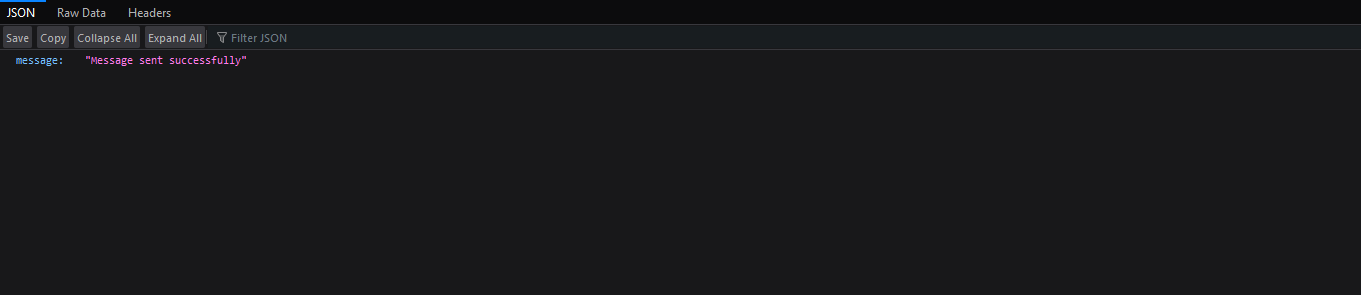 JSON Raw Data Headers
Save Copy Collapse All Expand All Filter JSON
message: "Message sent successfully"